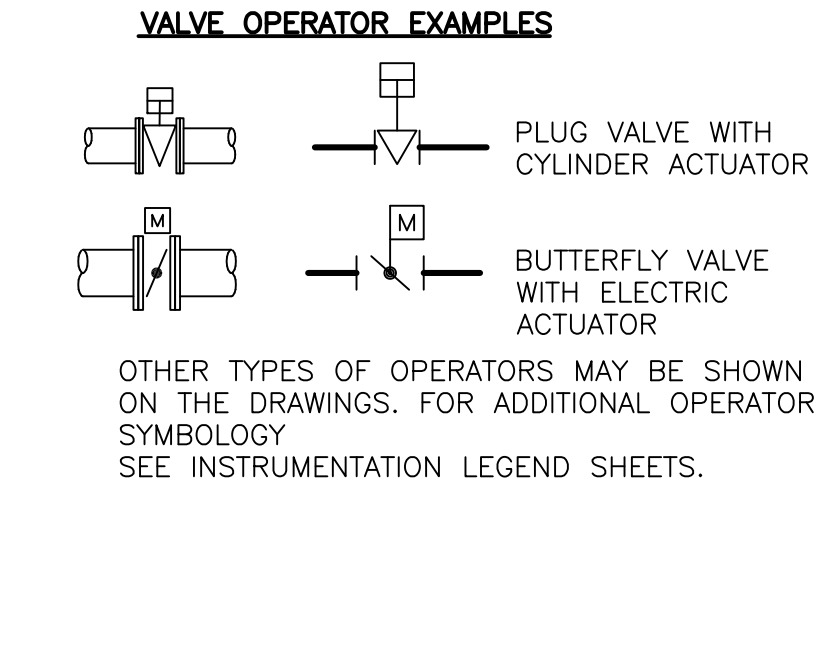 VALVE OPERATOR EXAMPLES
PLUG VALVE WITH
CYLINDER ACTUATOR
M
M
BUTTERFLY VALVE
WITH ELECTRIC
ACTUATOR
OTHER TYPES OF OPERATORS MAY BE SHOWN
ON THE DRAWINGS. FOR ADDITIONAL OPERATOR
SYMBOLOGY
SEE INSTRUMENTATION LEGEND SHEETS.